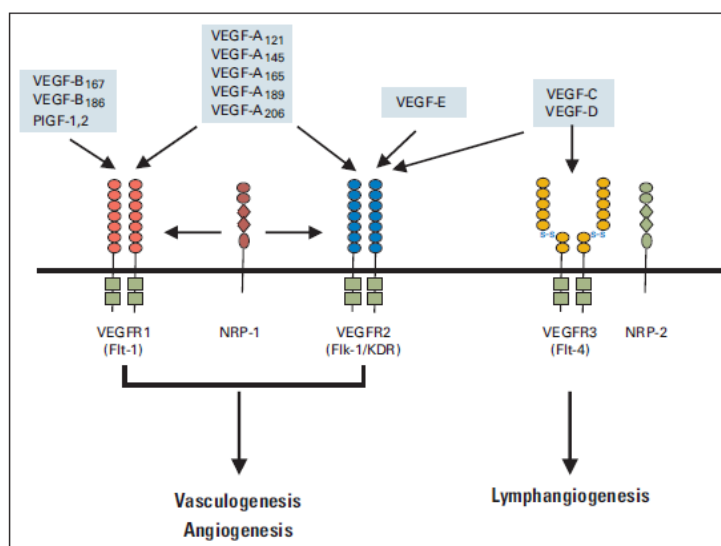 VEGF-B167
VEGF-B186
PIGF-1,2
VEGF-A121
VEGF-A145
VEGF-A165
VEGF-A189
VEGF-A206
VEGF-E
VEGF-C
VEGF-D
S-S
S-S
VEGFR1
(Flt-1)
NRP-1
VEGFR2
(Flk-1/KDR)
VEGFR3
(Flt-4)
NRP-2
Vasculogenesis
Angiogenesis
Lymphangiogenesis